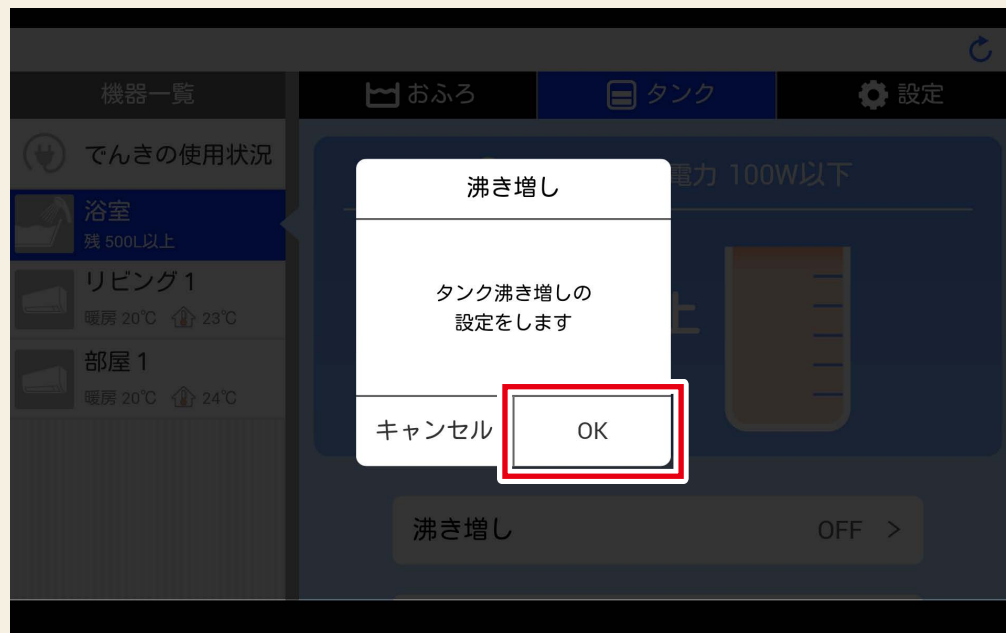 機器一覧
おふろ
タンク
設定
でんきの使用状況
浴室
残 500L以上
リビング 1
暖房 20℃ 23℃
部屋 1
暖房 20℃ 24℃
電力 100W以下
上
沸き増し
タンク沸き増しの
設定をします
キャンセル
OK
沸き増し
OFF >